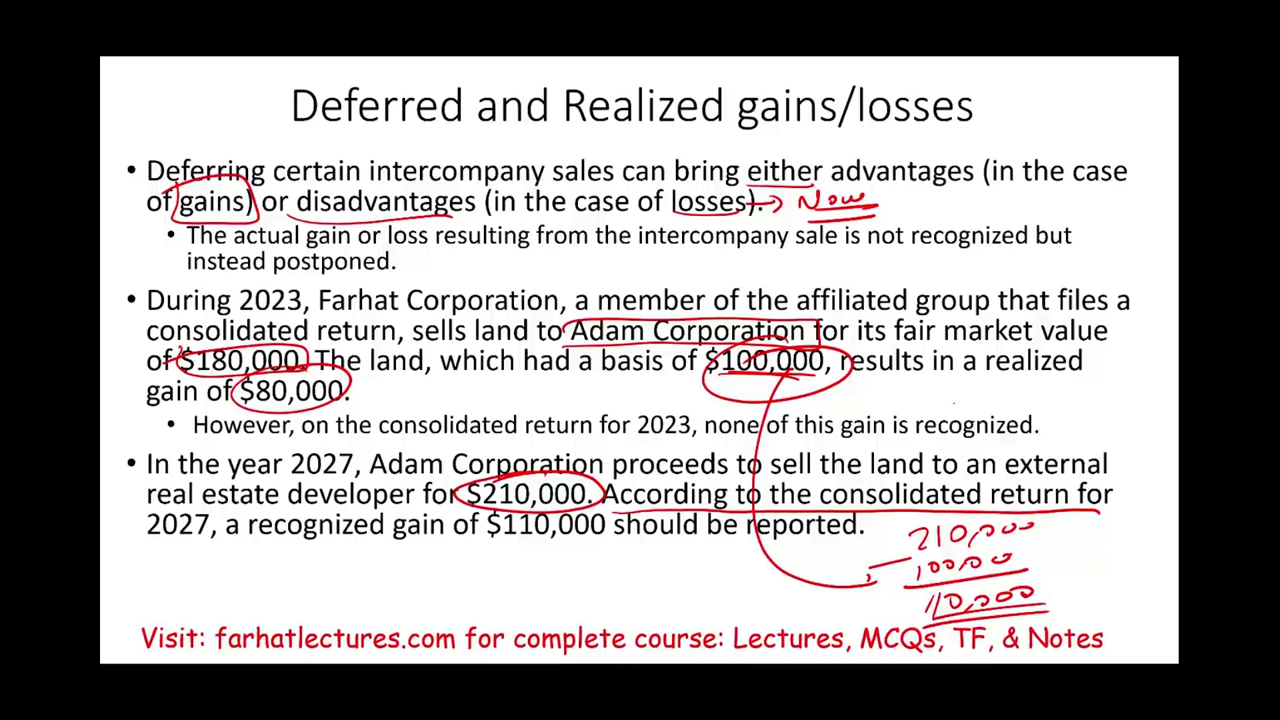 Deferred and Realized gains/losses
• Deferring certain intercompany sales can bring either advantages (in the case
of gains) or disadvantages (in the case of losses). → Now
• The actual gain or loss resulting from the intercompany sale is not recognized but
instead postponed.
• During 2023, Farhat Corporation, a member of the affiliated group that files a
consolidated return, sells land to Adam Corporation for its fair market value
of $180,000. The land, which had a basis of $100,000, results in a realized
gain of $80,000.
• However, on the consolidated return for 2023, none of this gain is recognized.
• In the year 2027, Adam Corporation proceeds to sell the land to an external
real estate developer for $210,000. According to the consolidated return for
2027, a recognized gain of $110,000 should be reported.
210,000
100,000
110,000
Visit: farhatlectures.com for complete course: Lectures, MCQs, TF, & Notes